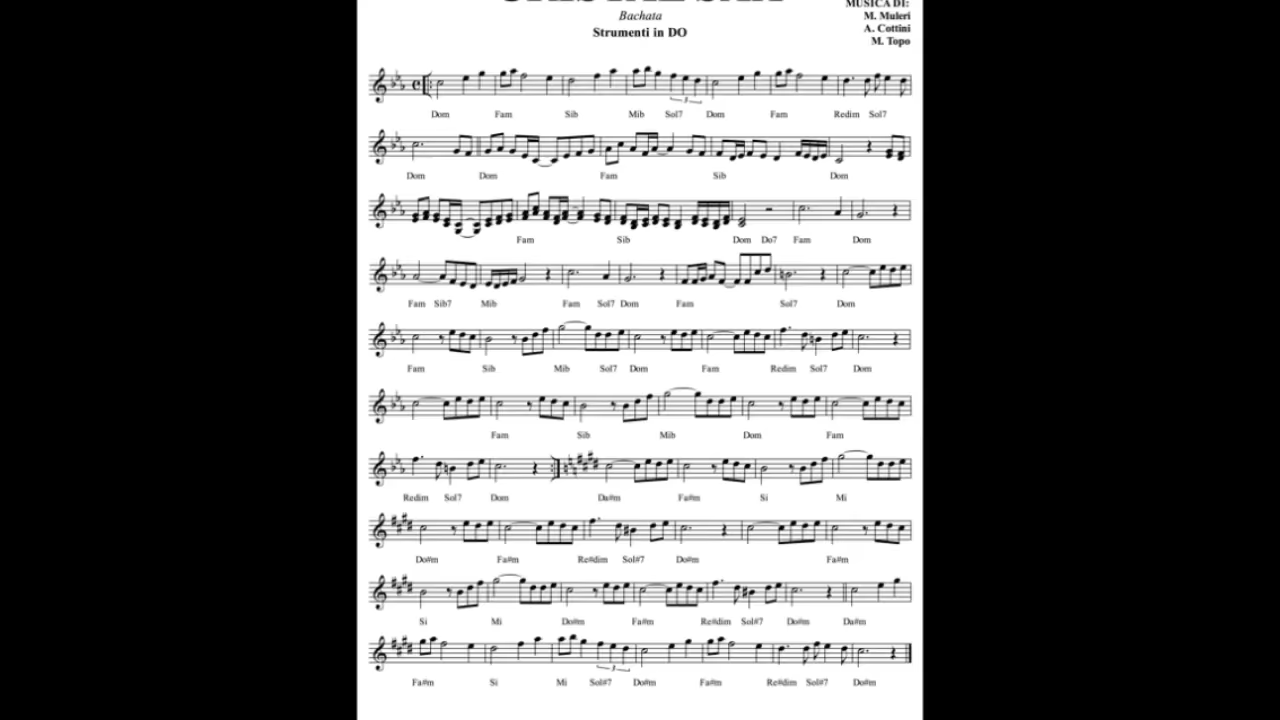 MUSICA DI:
Bachata
M. Muleri
Strumenti in DO
A. Cottini
M. Topo
3
Dom Fam Sib Mib Sol7 Dom Fam Redim Sol7
Dom Dom Fam Sib Dom
Fam Sib Dom Do7 Fam Dom
Fam Sib7 Mib Fam Sol7 Dom Fam Sol7 Dom
Fam Sib Mib Sol7 Dom Fam Redim Sol7 Dom
Fam Sib Mib Dom Fam
Redim Sol7 Dom Da#m Fa#m Si Mi
Do#m Fa#m Re#dim Sol#7 Do#m Fa#m
Si Mi Do#m Fa#m Re#dim Sol#7 Do#m Da#m
3
Fa#m Si Mi Sol#7 Do#m Fa#m Re#dim Sol#7 Do#m